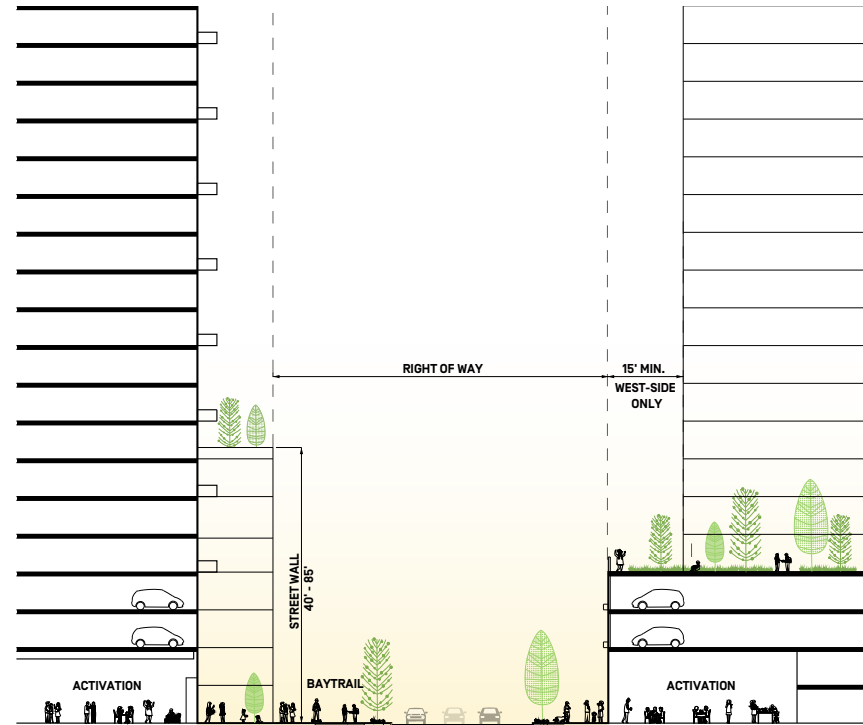 RIGHT OF WAY
15' MIN.
WEST-SIDE
ONLY
STREET WALL
40' - 85'
ACTIVATION
BAYTRAIL
ACTIVATION